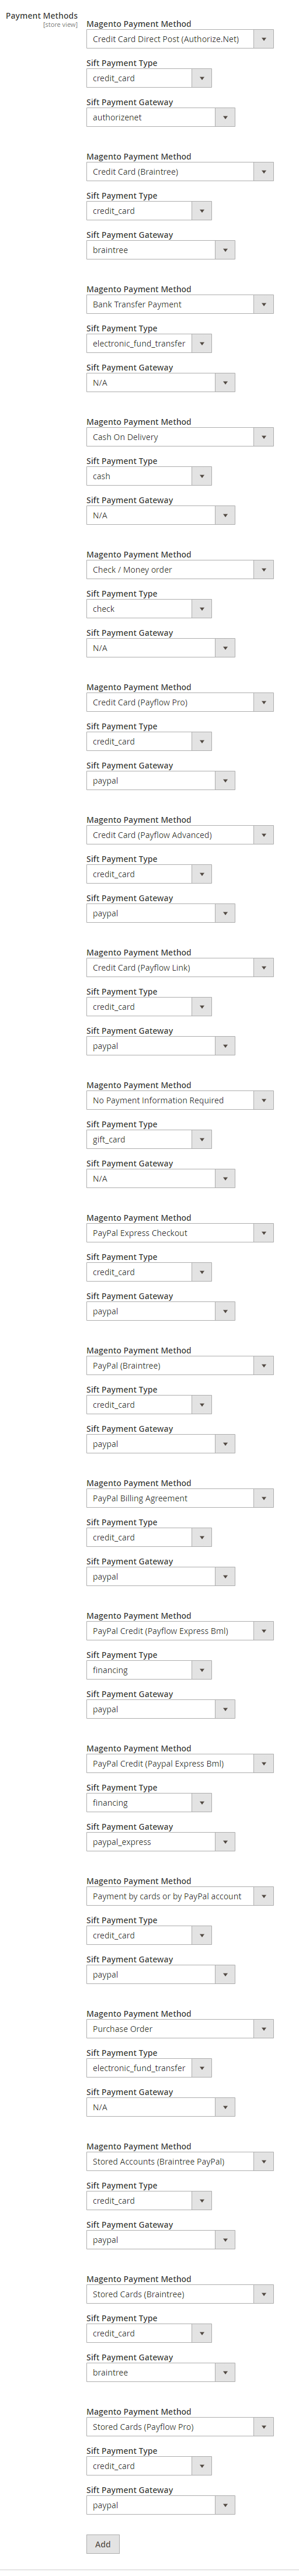 Payment Methods
[store view]
Magento Payment Method
Credit Card Direct Post (Authorize.Net)
Sift Payment Type
credit_card
Sift Payment Gateway
authorizenet
Magento Payment Method
Credit Card (Braintree)
Sift Payment Type
credit_card
Sift Payment Gateway
braintree
Magento Payment Method
Bank Transfer Payment
Sift Payment Type
electronic_fund_transfer
Sift Payment Gateway
N/A
Magento Payment Method
Cash On Delivery
Sift Payment Type
cash
Sift Payment Gateway
N/A
Magento Payment Method
Check / Money order
Sift Payment Type
check
Sift Payment Gateway
N/A
Magento Payment Method
Credit Card (Payflow Pro)
Sift Payment Type
credit_card
Sift Payment Gateway
paypal
Magento Payment Method
Credit Card (Payflow Advanced)
Sift Payment Type
credit_card
Sift Payment Gateway
paypal
Magento Payment Method
Credit Card (Payflow Link)
Sift Payment Type
credit_card
Sift Payment Gateway
paypal
Magento Payment Method
No Payment Information Required
Sift Payment Type
gift_card
Sift Payment Gateway
N/A
Magento Payment Method
PayPal Express Checkout
Sift Payment Type
credit_card
Sift Payment Gateway
paypal
Magento Payment Method
PayPal (Braintree)
Sift Payment Type
credit_card
Sift Payment Gateway
paypal
Magento Payment Method
PayPal Billing Agreement
Sift Payment Type
credit_card
Sift Payment Gateway
paypal
Magento Payment Method
PayPal Credit (Payflow Express Bml)
Sift Payment Type
financing
Sift Payment Gateway
paypal
Magento Payment Method
PayPal Credit (Paypal Express Bml)
Sift Payment Type
financing
Sift Payment Gateway
paypal_express
Magento Payment Method
Payment by cards or by PayPal account
Sift Payment Type
credit_card
Sift Payment Gateway
paypal
Magento Payment Method
Purchase Order
Sift Payment Type
electronic_fund_transfer
Sift Payment Gateway
N/A
Magento Payment Method
Stored Accounts (Braintree PayPal)
Sift Payment Type
credit_card
Sift Payment Gateway
paypal
Magento Payment Method
Stored Cards (Braintree)
Sift Payment Type
credit_card
Sift Payment Gateway
braintree
Magento Payment Method
Stored Cards (Payflow Pro)
Sift Payment Type
credit_card
Sift Payment Gateway
paypal
Add